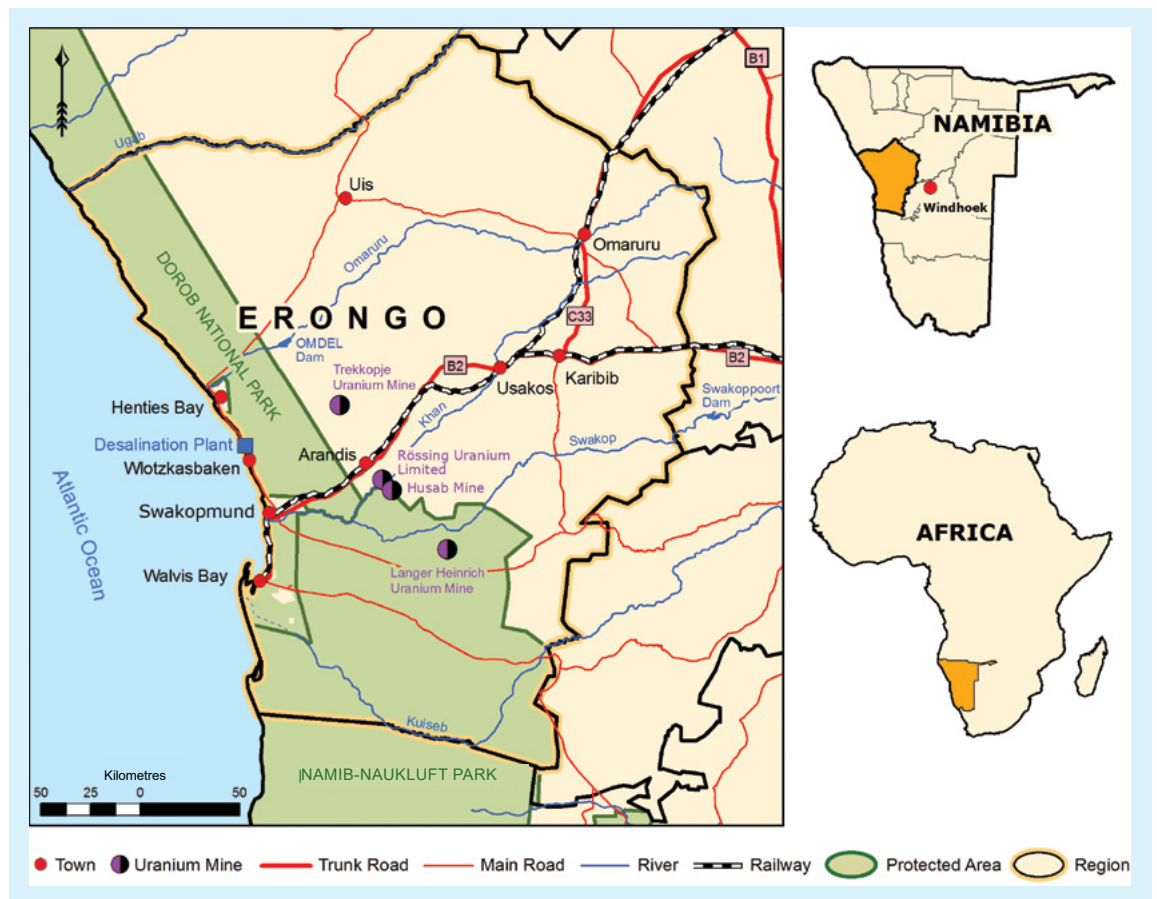 B1
NAMIBIA
Windhoek
Ugab
Uis
Omaruru
Omaruru
DOROB NATIONAL PARK
ERONGO
C33
OMDEL
Dam
Trekkopje
Uranium Mine
B2
B2
Usakos
Karibib
Henties Bay
Khan
Swakoppoort
Dam
Desalination Plant
Wlotzkasbaken
Arandis
Swakop
Rössing Uranium
Limited
Husab Mine
Atlantic Ocean
Swakopmund
AFRICA
Walvis Bay
Langer Heinrich
Uranium Mine
Kuiseb
NAMIB-NAUKLUFT PARK
Kilometres
50 25 0 50
Town Uranium Mine Trunk Road Main Road River Railway Protected Area Region